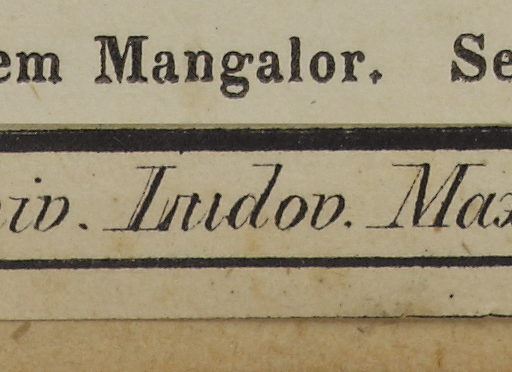 em Mangalor. Se
iv. Ludov. Max